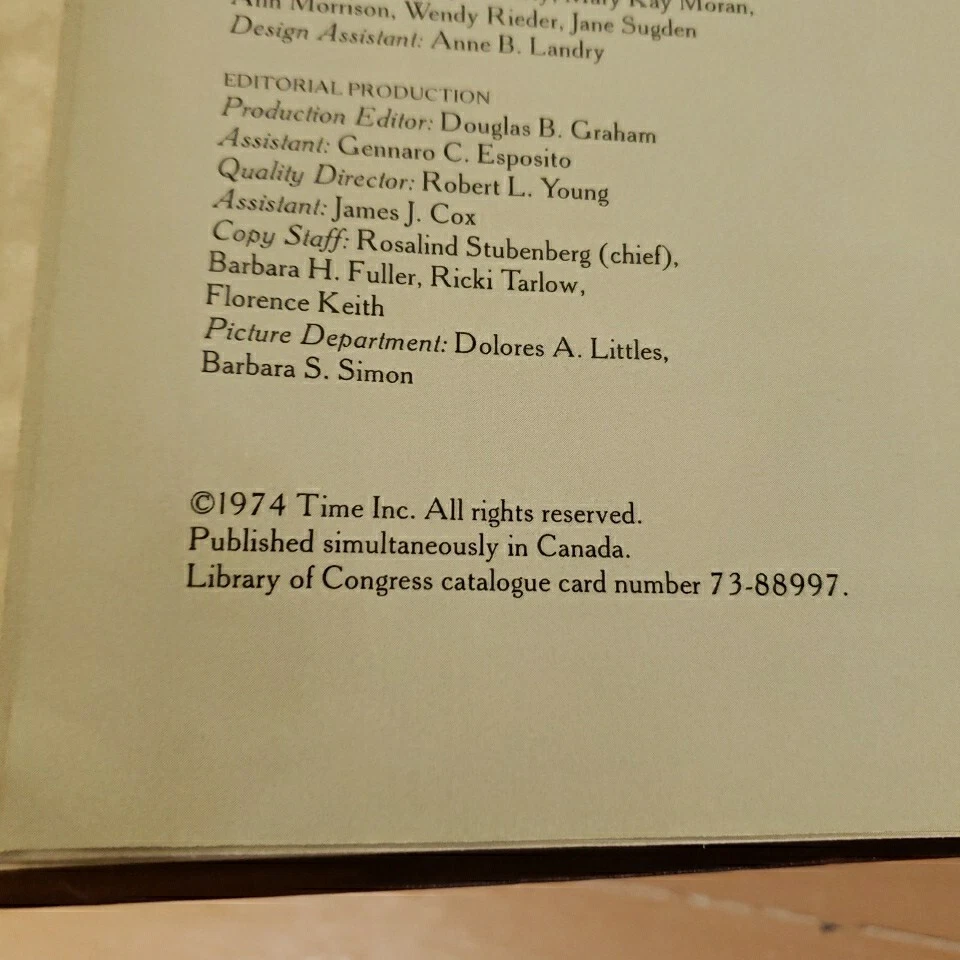 Mary Kay Moran,
Ann Morrison, Wendy Rieder, Jane Sugden
Design Assistant: Anne B. Landry
EDITORIAL PRODUCTION
Production Editor: Douglas B. Graham
Assistant: Gennaro C. Esposito
Quality Director: Robert L. Young
Assistant: James J. Cox
Copy Staff: Rosalind Stubenberg (chief),
Barbara H. Fuller, Ricki Tarlow,
Florence Keith
Picture Department: Dolores A. Littles,
Barbara S. Simon
©1974 Time Inc. All rights reserved.
Published simultaneously in Canada.
Library of Congress catalogue card number 73-88997.